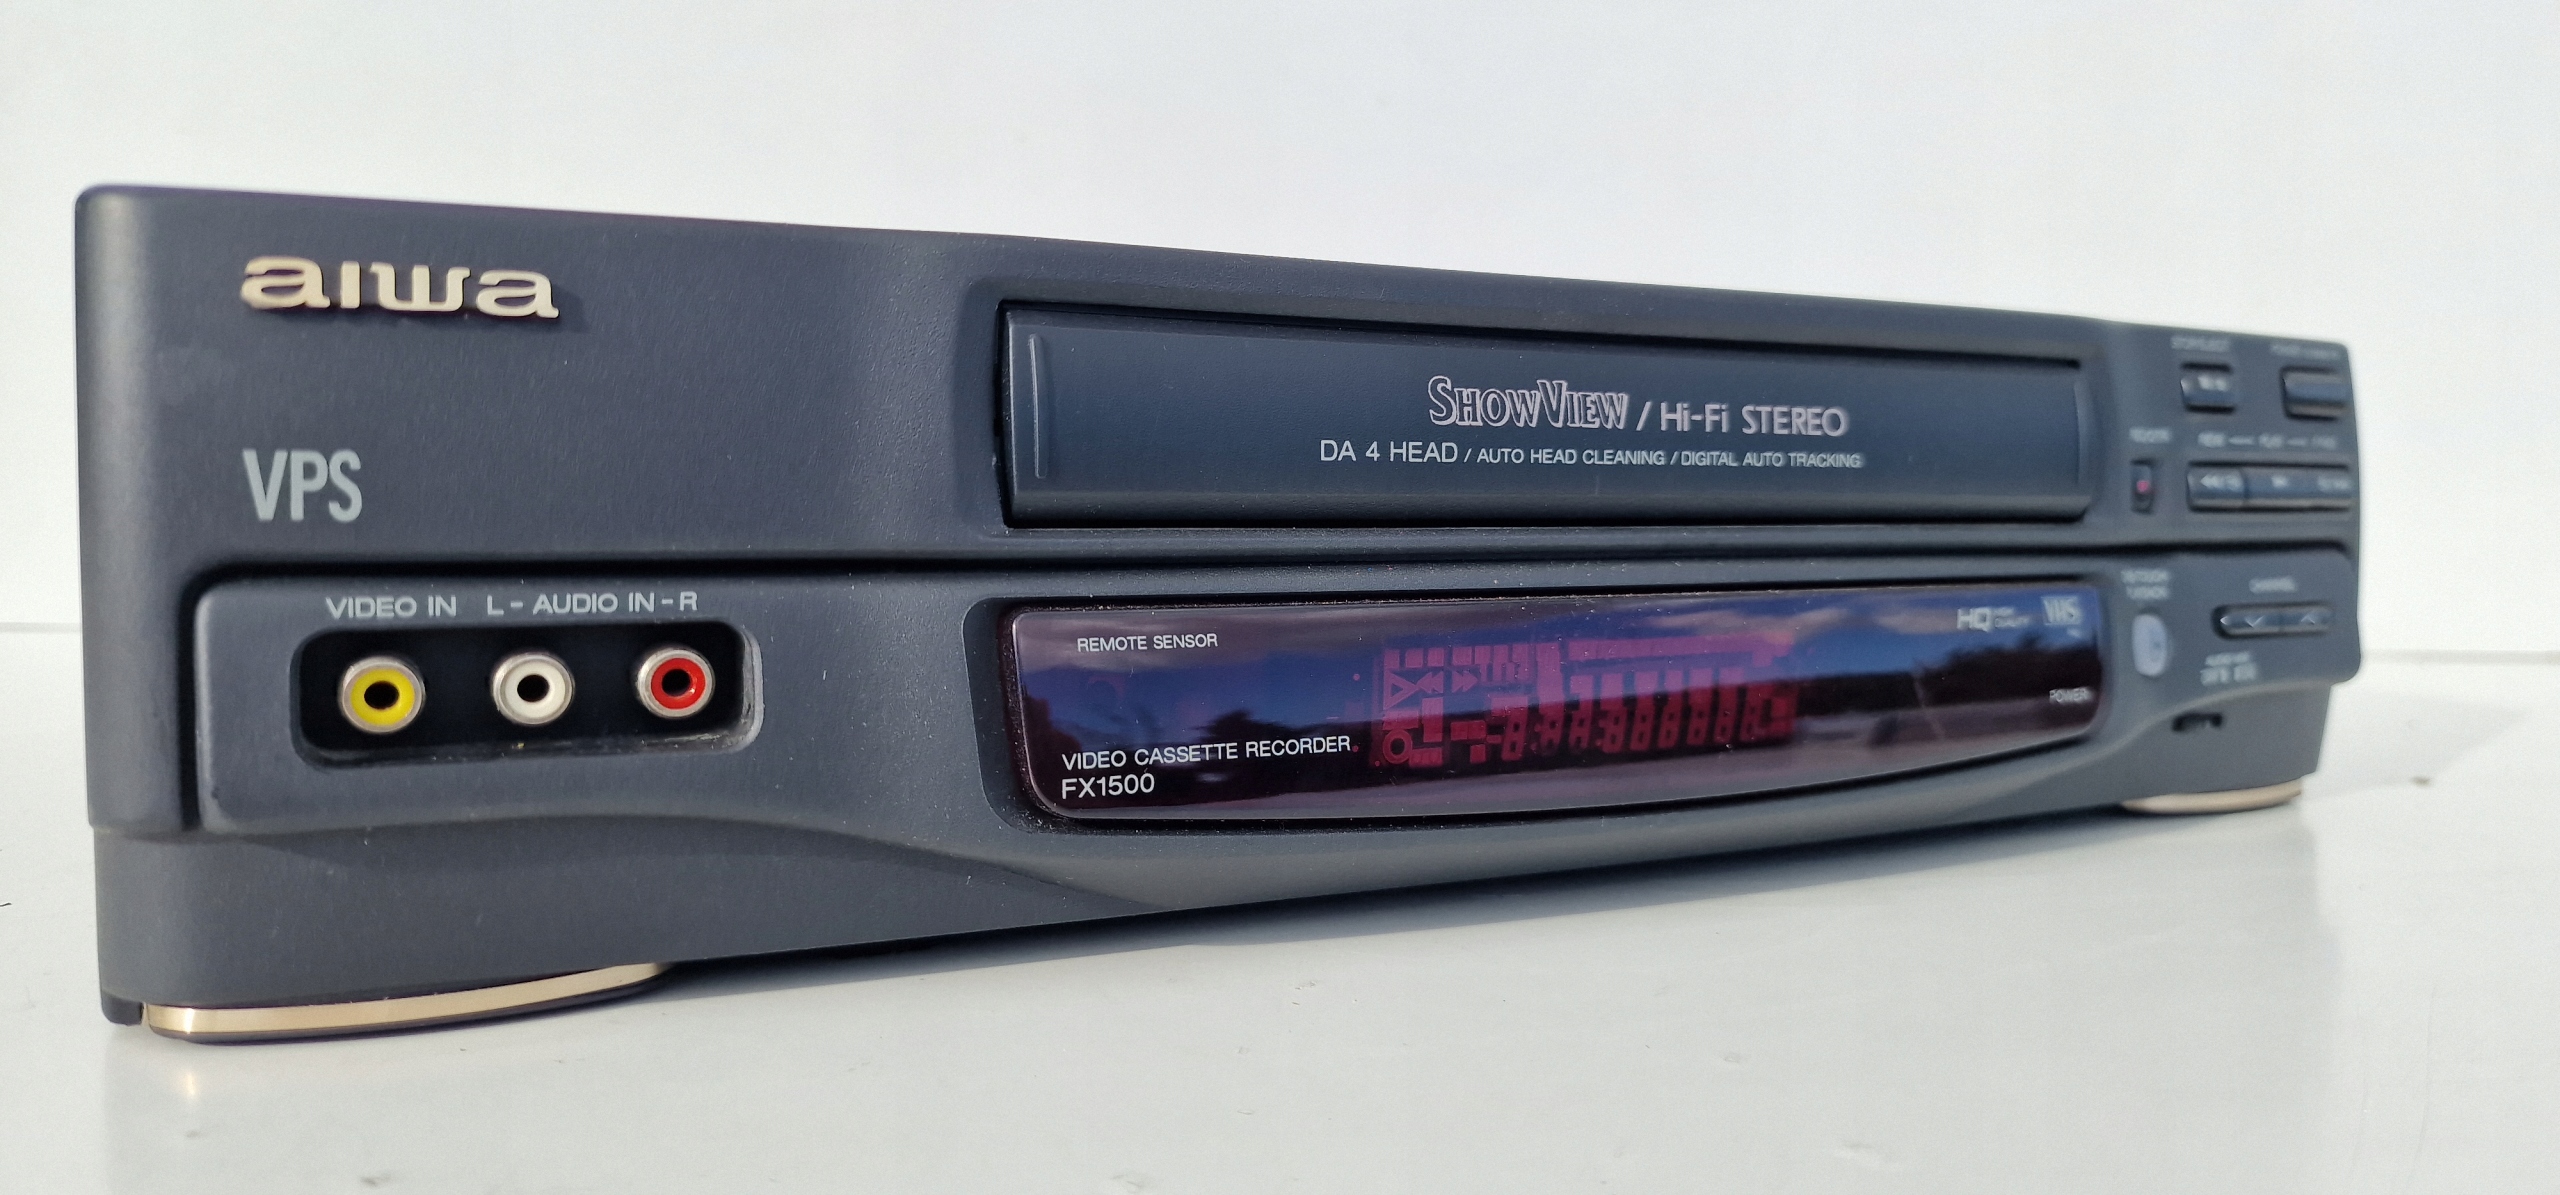 aiwa
SHOWVIEW / Hi-Fi STEREO
DA 4 HEAD / AUTO HEAD CLEANING / DIGITAL AUTO TRACKING
VPS
VIDEO IN L - AUDIO IN - R
REMOTE SENSOR
HQ
VHS
VIDEO CASSETTE RECORDER
FX1500
POWER
CHANNEL